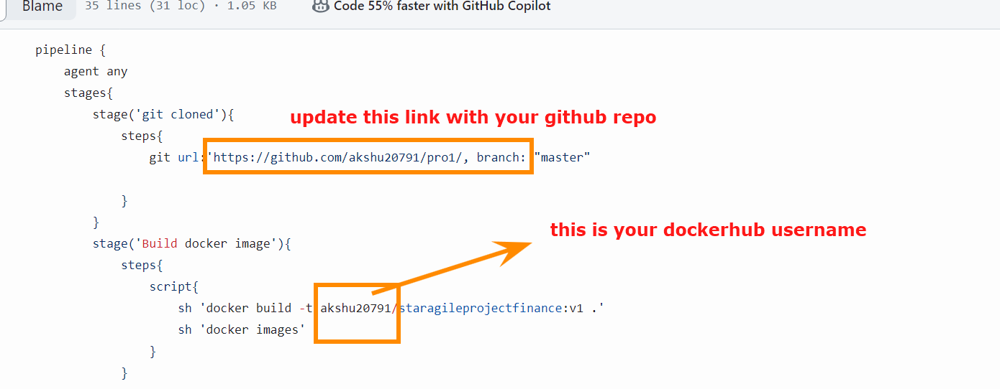 Blame 35 lines (31 loc) · 1.05 KB Code 55% faster with GitHub Copilot
pipeline {
agent any
stages{
stage('git cloned'){
update this link with your github repo
steps{
git url:'https://github.com/akshu20791/pro1/, branch: "master"
}
}
this is your dockerhub username
stage('Build docker image'){
steps{
script{
sh 'docker build -t akshu20791/staragileprojectfinance:v1 .'
sh 'docker images'
}
}